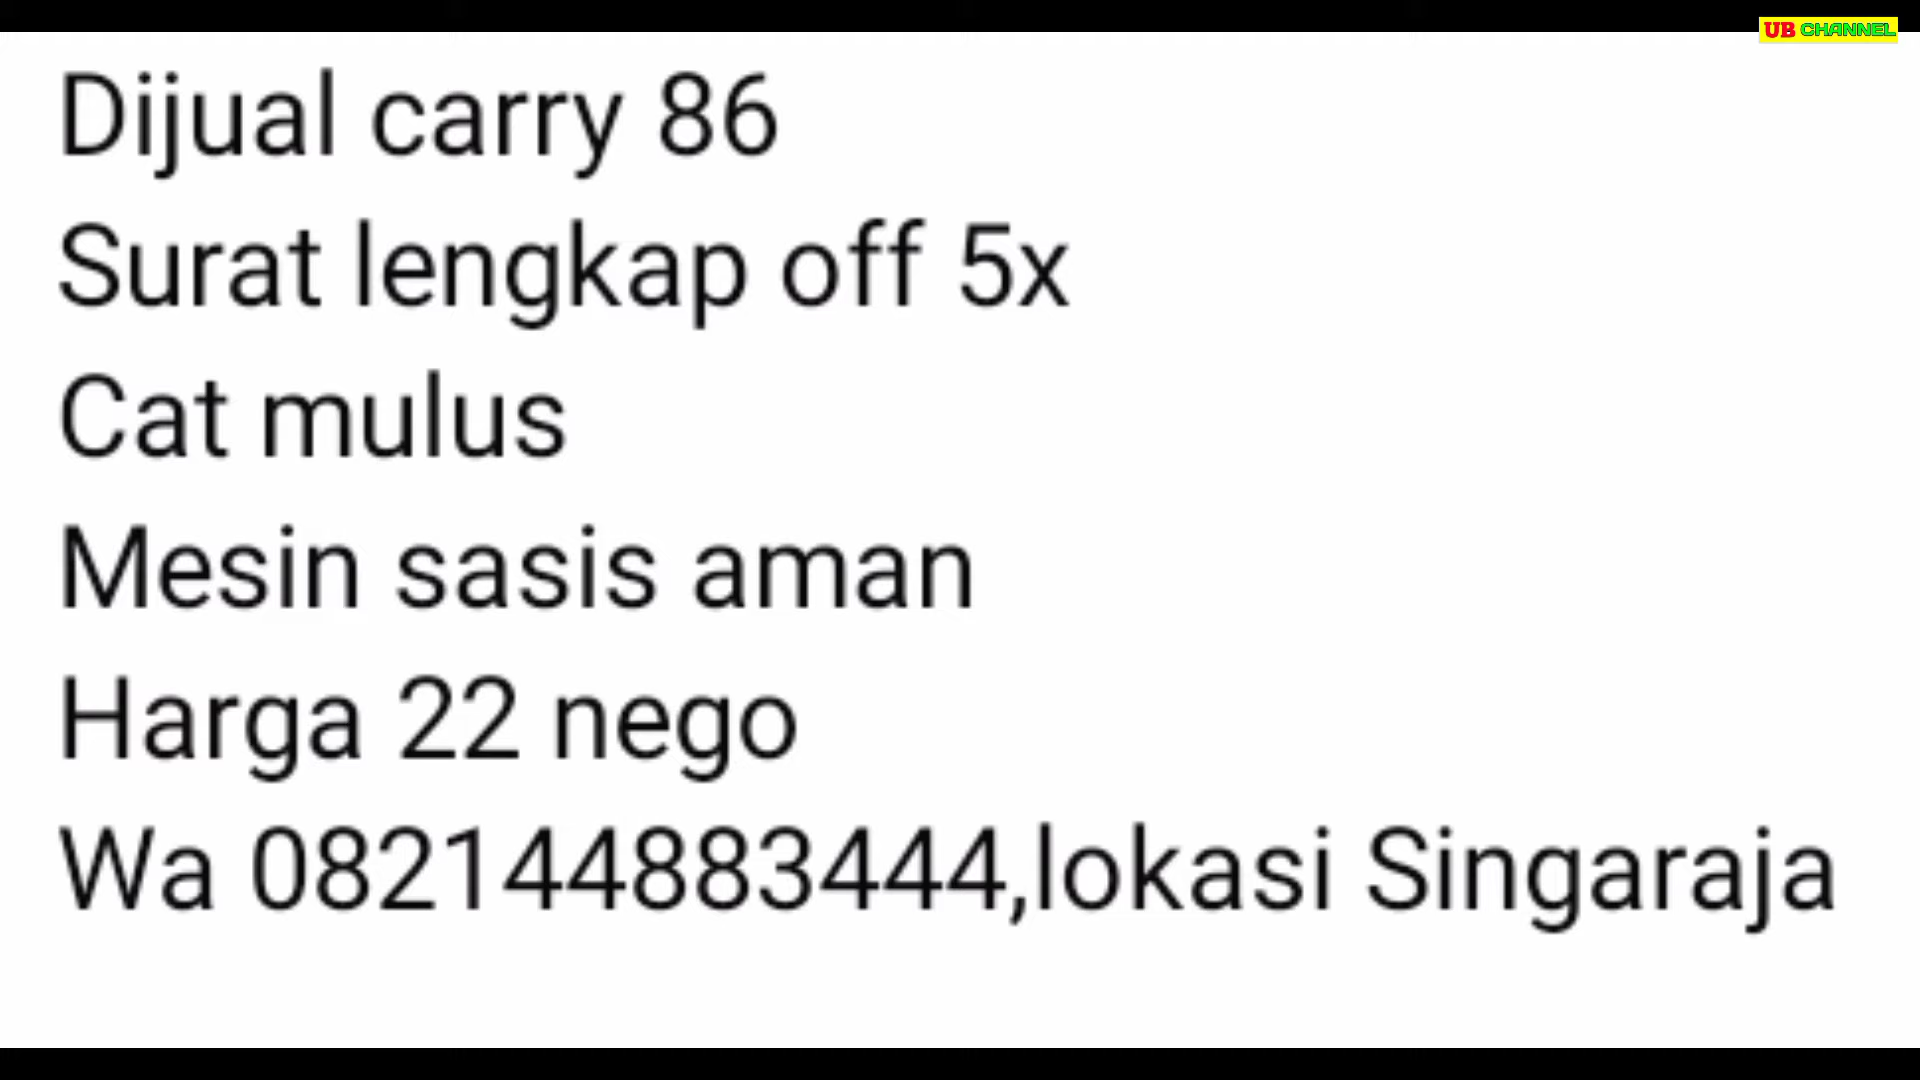 UB CHANNEL
Dijual carry 86
Surat lengkap off 5x
Cat mulus
Mesin sasis aman
Harga 22 nego
Wa 082144883444,lokasi Singaraja